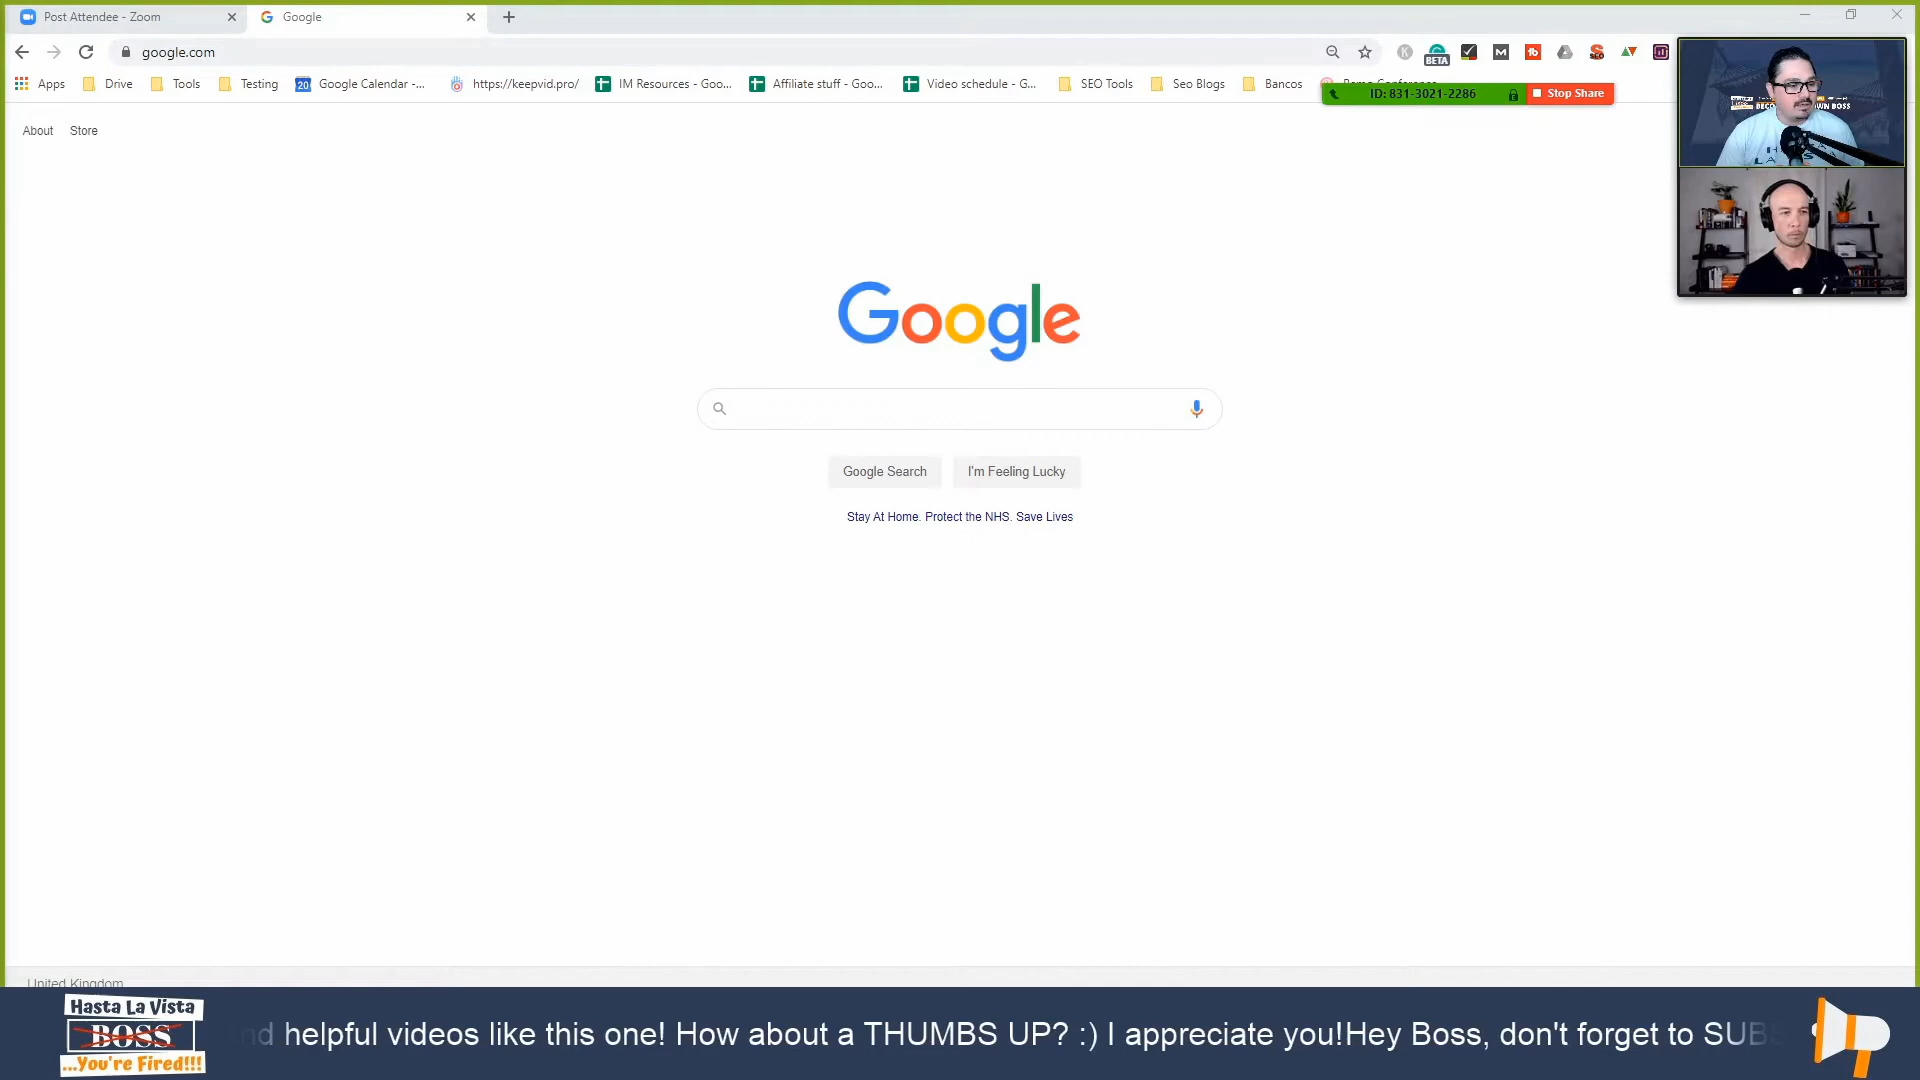 Post Attendee - Zoom
Google
google.com
BETA
Apps
Drive
Tools
Testing
20
Google Calendar -...
https://keepvid.pro/
IM Resources - Goo...
Affiliate stuff - Goo...
Video schedule - G...
SEO Tools
Seo Blogs
Bancos
ID: 831-3021-2286
Stop Share
About
Store
Google
Google Search
I'm Feeling Lucky
Stay At Home. Protect the NHS. Save Lives
United Kingdom
Hasta La Vista
BOSS
...You're Fired!!!
helpful videos like this one! How about a THUMBS UP? :) I appreciate you!Hey Boss, don't forget to SUBS